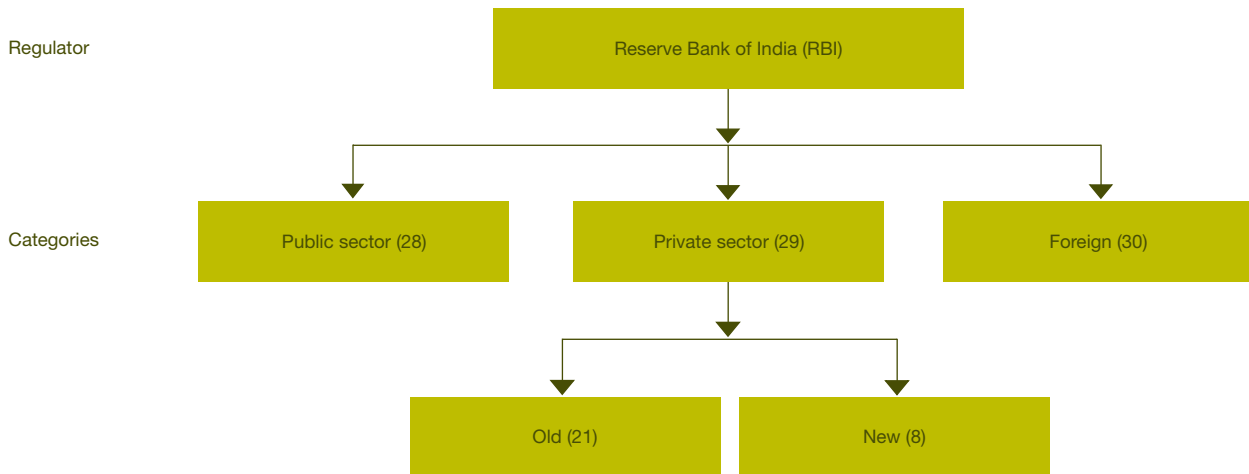 Regulator
Reserve Bank of India (RBI)
Categories
Public sector (28)
Private sector (29)
Foreign (30)
Old (21)
New (8)